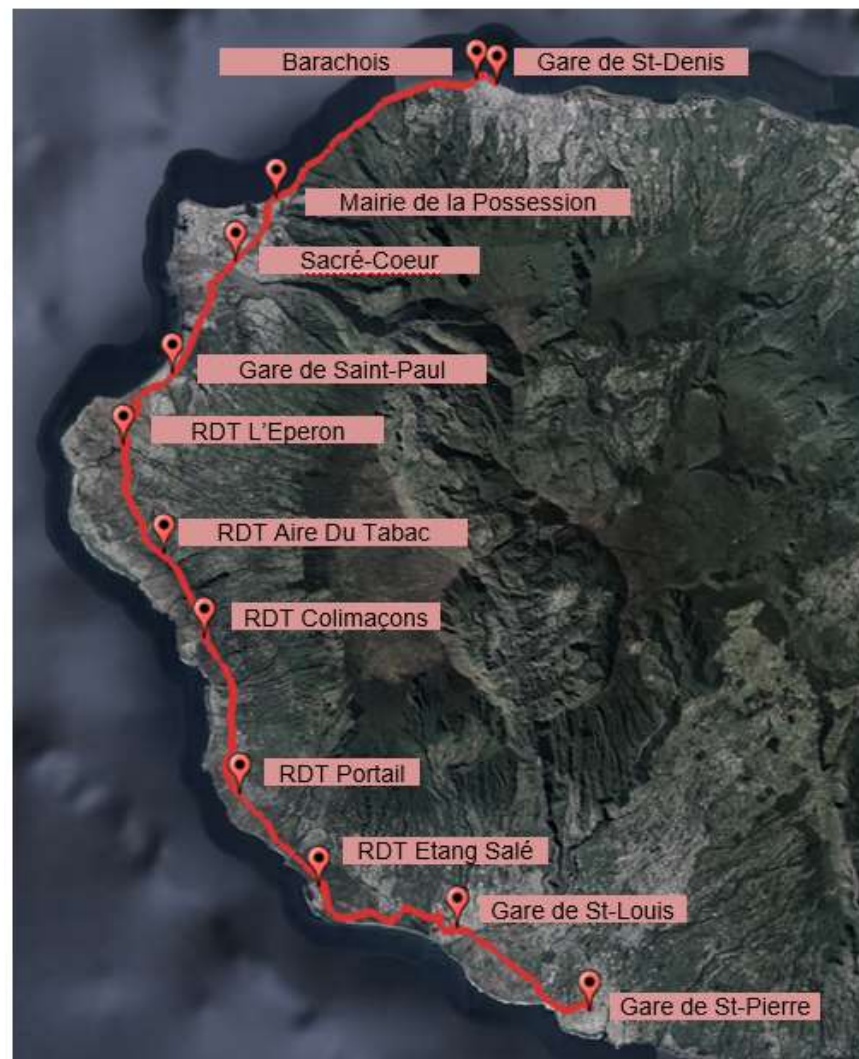 Barachois
Gare de St-Denis
Mairie de la Possession
Sacré-Coeur
Gare de Saint-Paul
RDT L'Eperon
RDT Aire Du Tabac
RDT Colimaçons
RDT Portail
RDT Etang Salé
Gare de St-Louis
Gare de St-Pierre